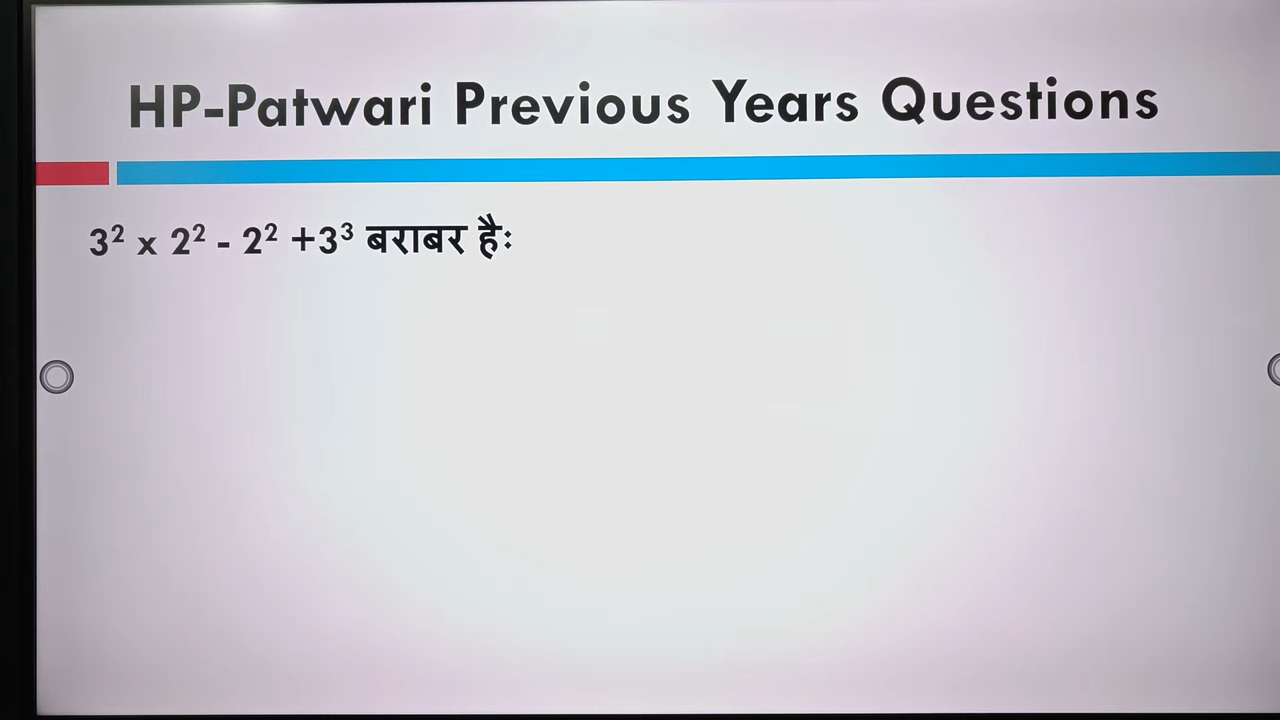 HP-Patwari Previous Years Questions
3² x 2² - 2² +3³ बराबर हैः